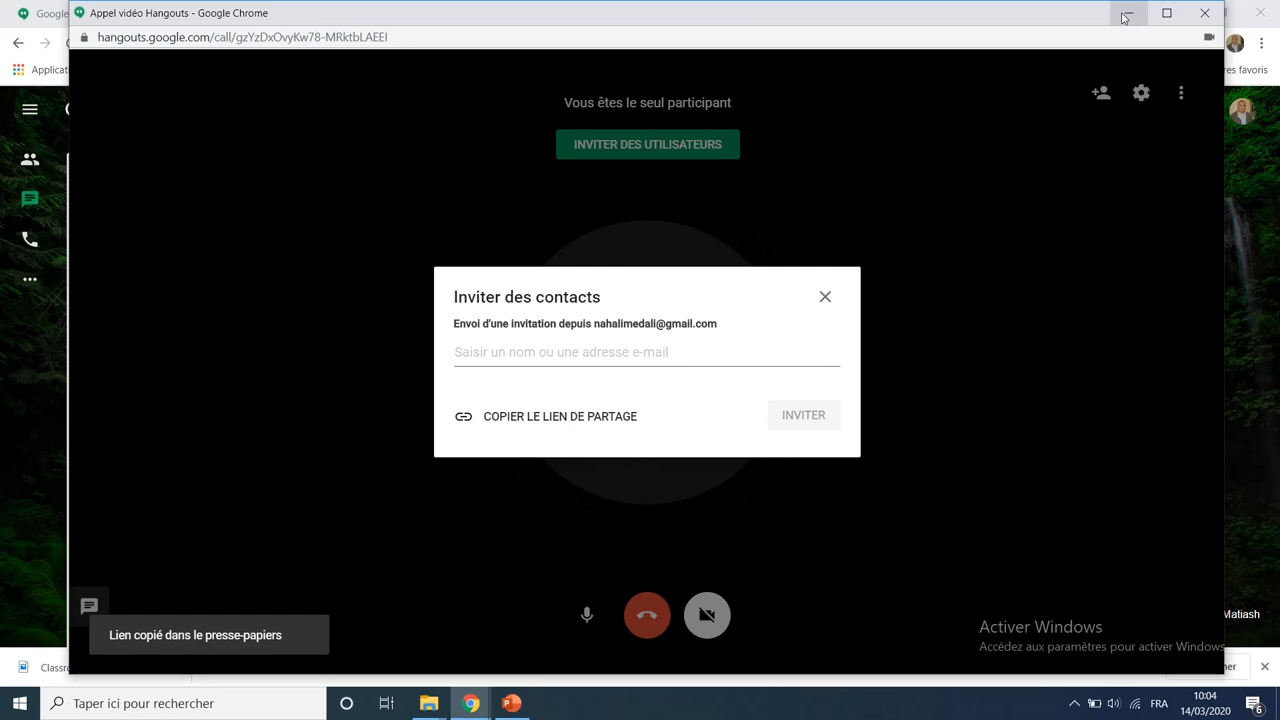 Google
Appel vidéo Hangouts - Google Chrome
hangouts.google.com/call/gzYzDxOvyKw78-MRktbLAEEI
Applicat
res favoris
Vous êtes le seul participant
INVITER DES UTILISATEURS
Inviter des contacts
Envoi d'une invitation depuis nahalimedali@gmail.com
Saisir un nom ou une adresse e-mail
COPIER LE LIEN DE PARTAGE
INVITER
Matiash
Activer Windows
Accédez aux paramètres pour activer Windows
Lien copié dans le presse-papiers
Classr
her
Taper ici pour rechercher
FRA
10:04
14/03/2020
6